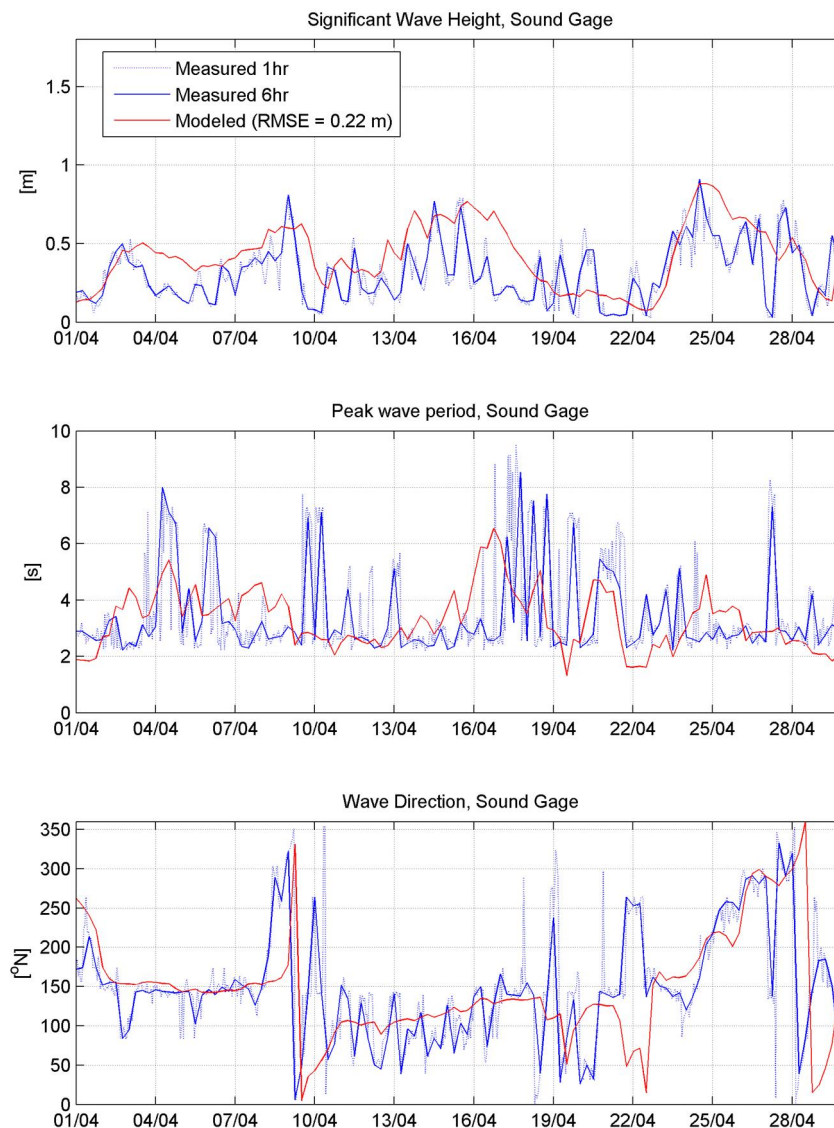 Significant Wave Height, Sound Gage
1.5
1
0.5
0
[m]
Measured 1hr
Measured 6hr
Modeled (RMSE = 0.22 m)
01/04 04/04 07/04 10/04 13/04 16/04 19/04 22/04 25/04 28/04
Peak wave period, Sound Gage
10
8
6
4
2
0
[s]
01/04 04/04 07/04 10/04 13/04 16/04 19/04 22/04 25/04 28/04
Wave Direction, Sound Gage
350
300
250
200
150
100
50
0
[°N]
01/04 04/04 07/04 10/04 13/04 16/04 19/04 22/04 25/04 28/04